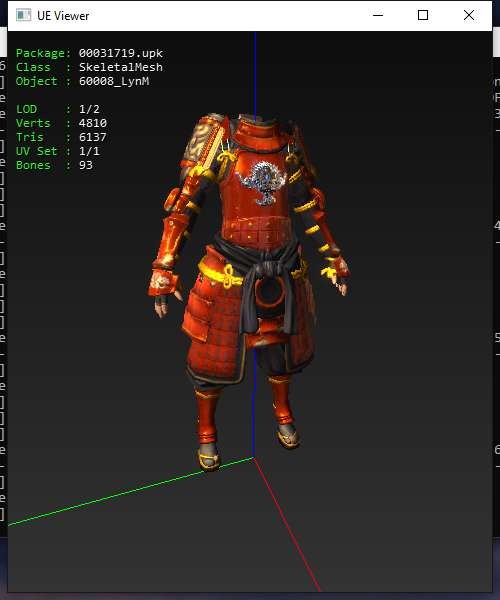 UE Viewer
Package: 00031719.upk
Class : SkeletalMesh
Object : 60008_LynM
LOD : 1/2
Verts : 4810
Tris : 6137
UV Set : 1/1
Bones : 93